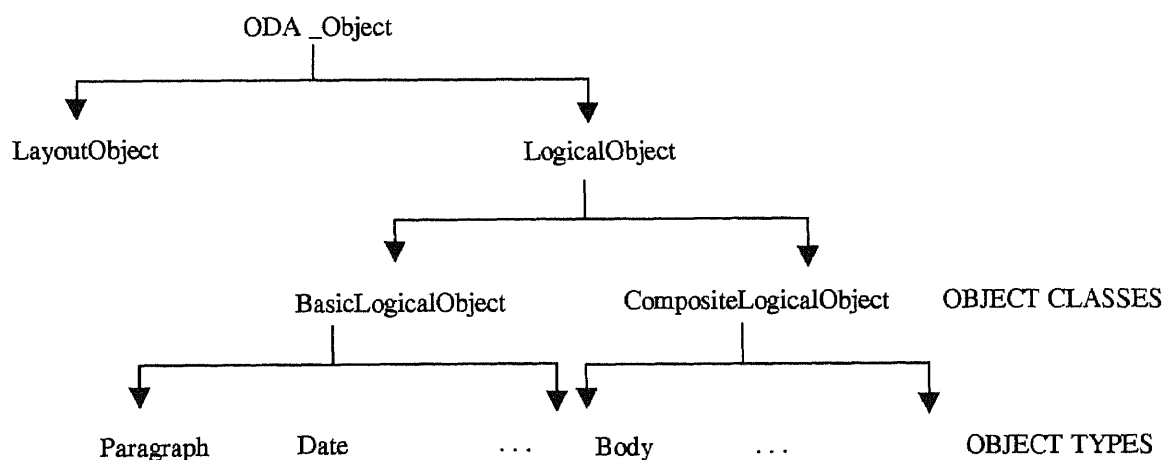 ODA _Object
LayoutObject LogicalObject
BasicLogicalObject CompositeLogicalObject OBJECT CLASSES
Paragraph Date ... Body ... OBJECT TYPES